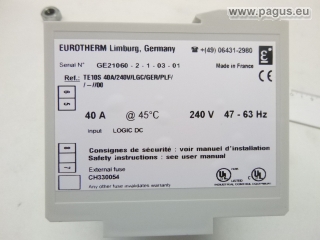 © www.pagus.eu
EUROTHERM Limburg, Germany
☎ +(49) 06431-2980
Serial N° GE21060 - 2 - 1 - 03 - 01
Ref.: TE10S 40A/240V/LGC/GER/PLF/
/ - //00
Made in France
40 A @ 45°C 240 V 47 - 63 Hz
input LOGIC DC
Consignes de sécurité : voir manuel d'installation
Safety instructions : see user manual
External fuse
CH330054
Any other fuse invalidates warranty